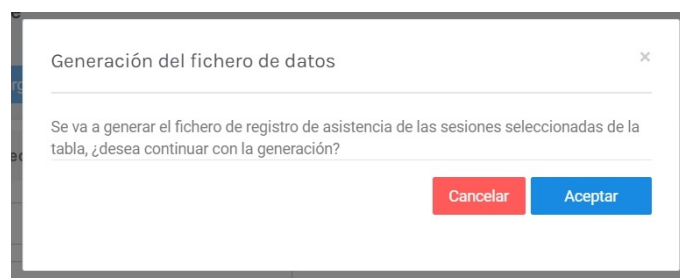 Generación del fichero de datos
×
Se va a generar el fichero de registro de asistencia de las sesiones seleccionadas de la
tabla, ¿desea continuar con la generación?
Cancelar
Aceptar